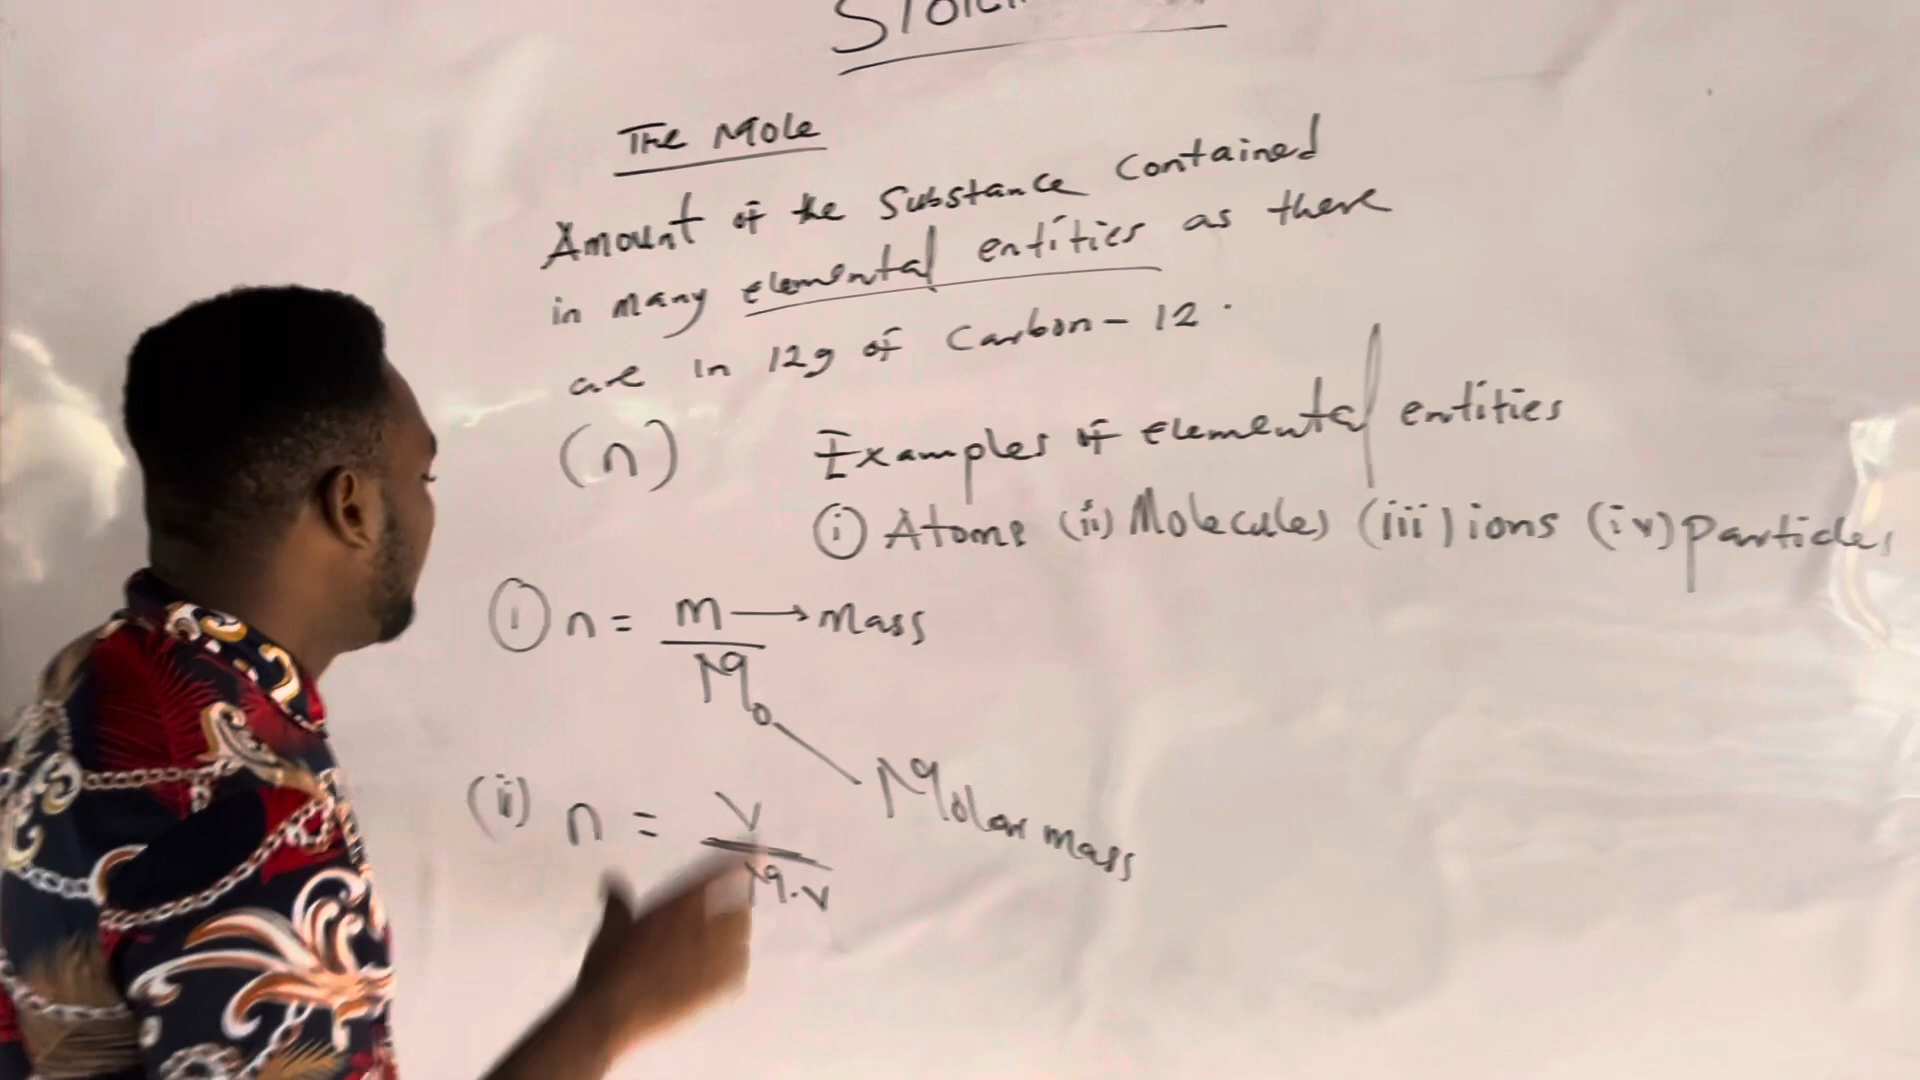 The Mole
Amount of the Substance Contained
in many elemental entities as there
are in 12g of Carbon-12.
(n) Examples of elemental entities
(i) Atoms (ii) Molecules (iii) ions (iv) particles
(i) n = m/Mo → mass
Molar mass
(ii) n = v/M.v